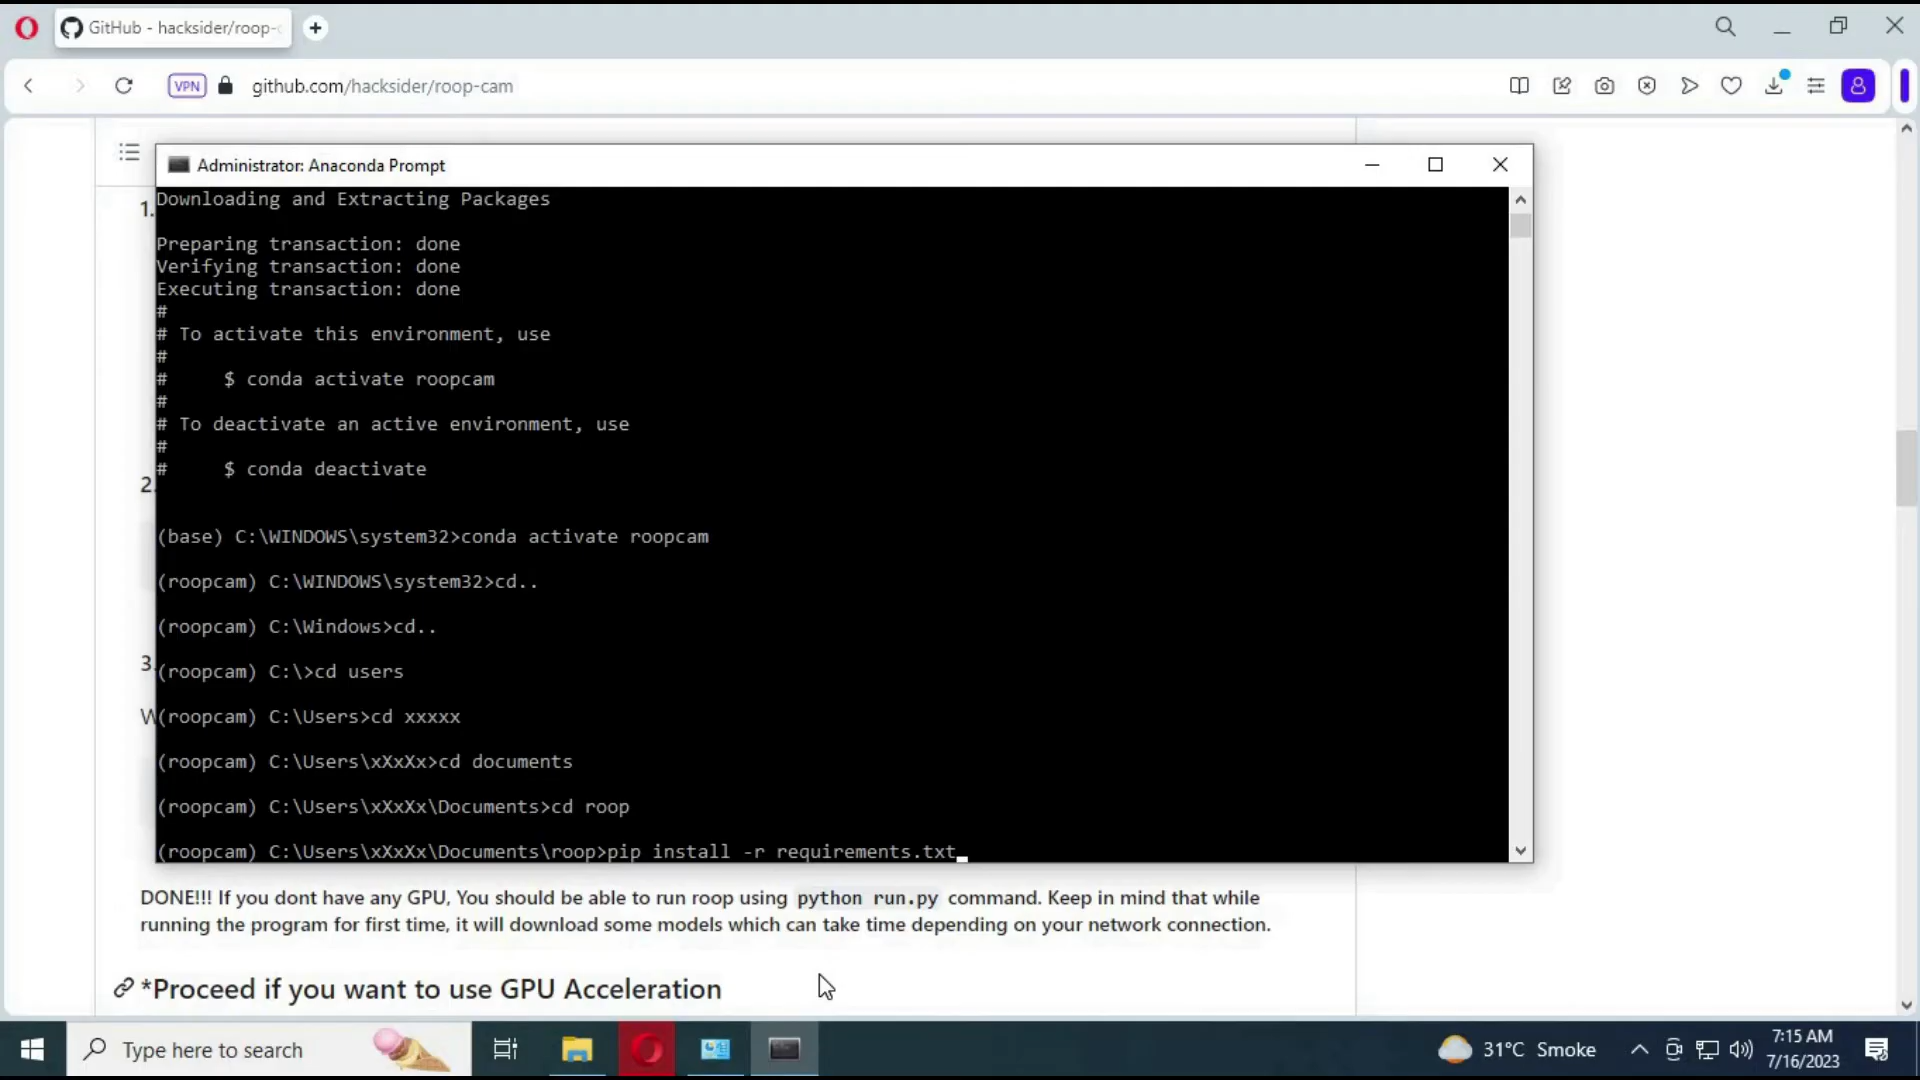 GitHub - hacksider/roop-c
VPN
github.com/hacksider/roop-cam
Administrator: Anaconda Prompt
1.
Downloading and Extracting Packages
Preparing transaction: done
Verifying transaction: done
Executing transaction: done
#
# To activate this environment, use
#
#     $ conda activate roopcam
#
# To deactivate an active environment, use
#
#     $ conda deactivate
2.
(base) C:\WINDOWS\system32>conda activate roopcam
(roopcam) C:\WINDOWS\system32>cd..
(roopcam) C:\Windows>cd..
3.
(roopcam) C:\>cd users
W
(roopcam) C:\Users>cd xxxxx
(roopcam) C:\Users\xXxXx>cd documents
(roopcam) C:\Users\xXxXx\Documents>cd roop
(roopcam) C:\Users\xXxXx\Documents\roop>pip install -r requirements.txt
DONE!!! If you dont have any GPU, You should be able to run roop using python run.py command. Keep in mind that while
running the program for first time, it will download some models which can take time depending on your network connection.
*Proceed if you want to use GPU Acceleration
Type here to search
31°C Smoke
7:15 AM
7/16/2023